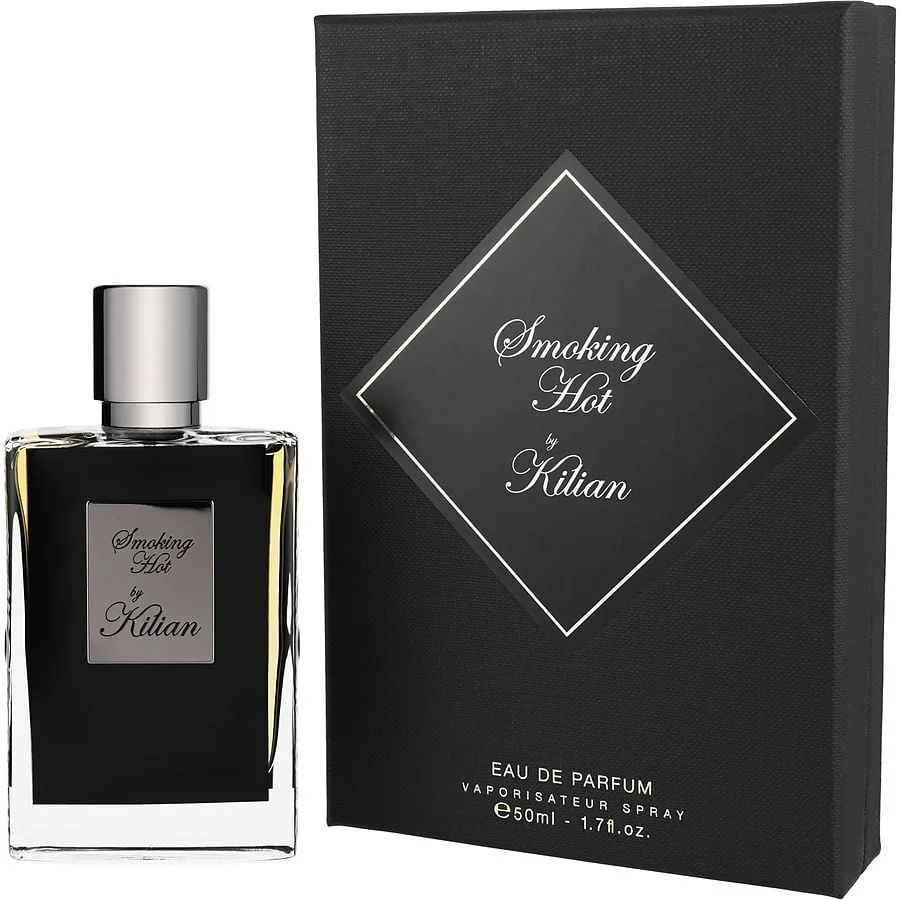 Smoking
Hot
by
Kilian
Smoking
Hot
by
Kilian
EAU DE PARFUM
VAPORISATEUR SPRAY
℮50ml - 1.7fl.oz.